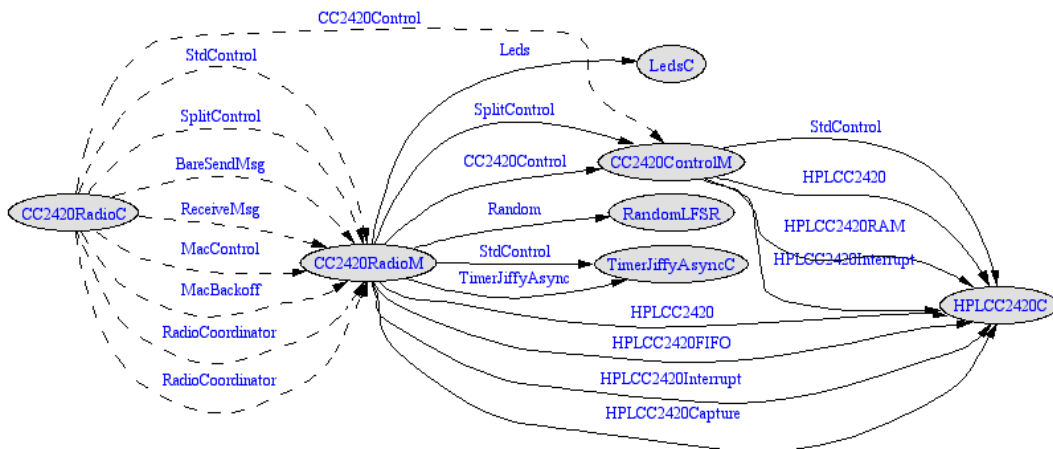 CC2420Control
Leds
StdControl
LedsC
SplitControl
SplitControl
StdControl
BareSendMsg
CC2420Control
CC2420ControlM
HPLCC2420
CC2420RadioC
ReceiveMsg
Random
RandomLFSR
HPLCC2420RAM
MacControl
StdControl
CC2420RadioM
TimerJiffyAsyncC
HPLCC2420Interrupt
TimerJiffyAsync
MacBackoff
HPLCC2420
HPLCC2420C
RadioCoordinator
HPLCC2420FIFO
RadioCoordinator
HPLCC2420Interrupt
HPLCC2420Capture